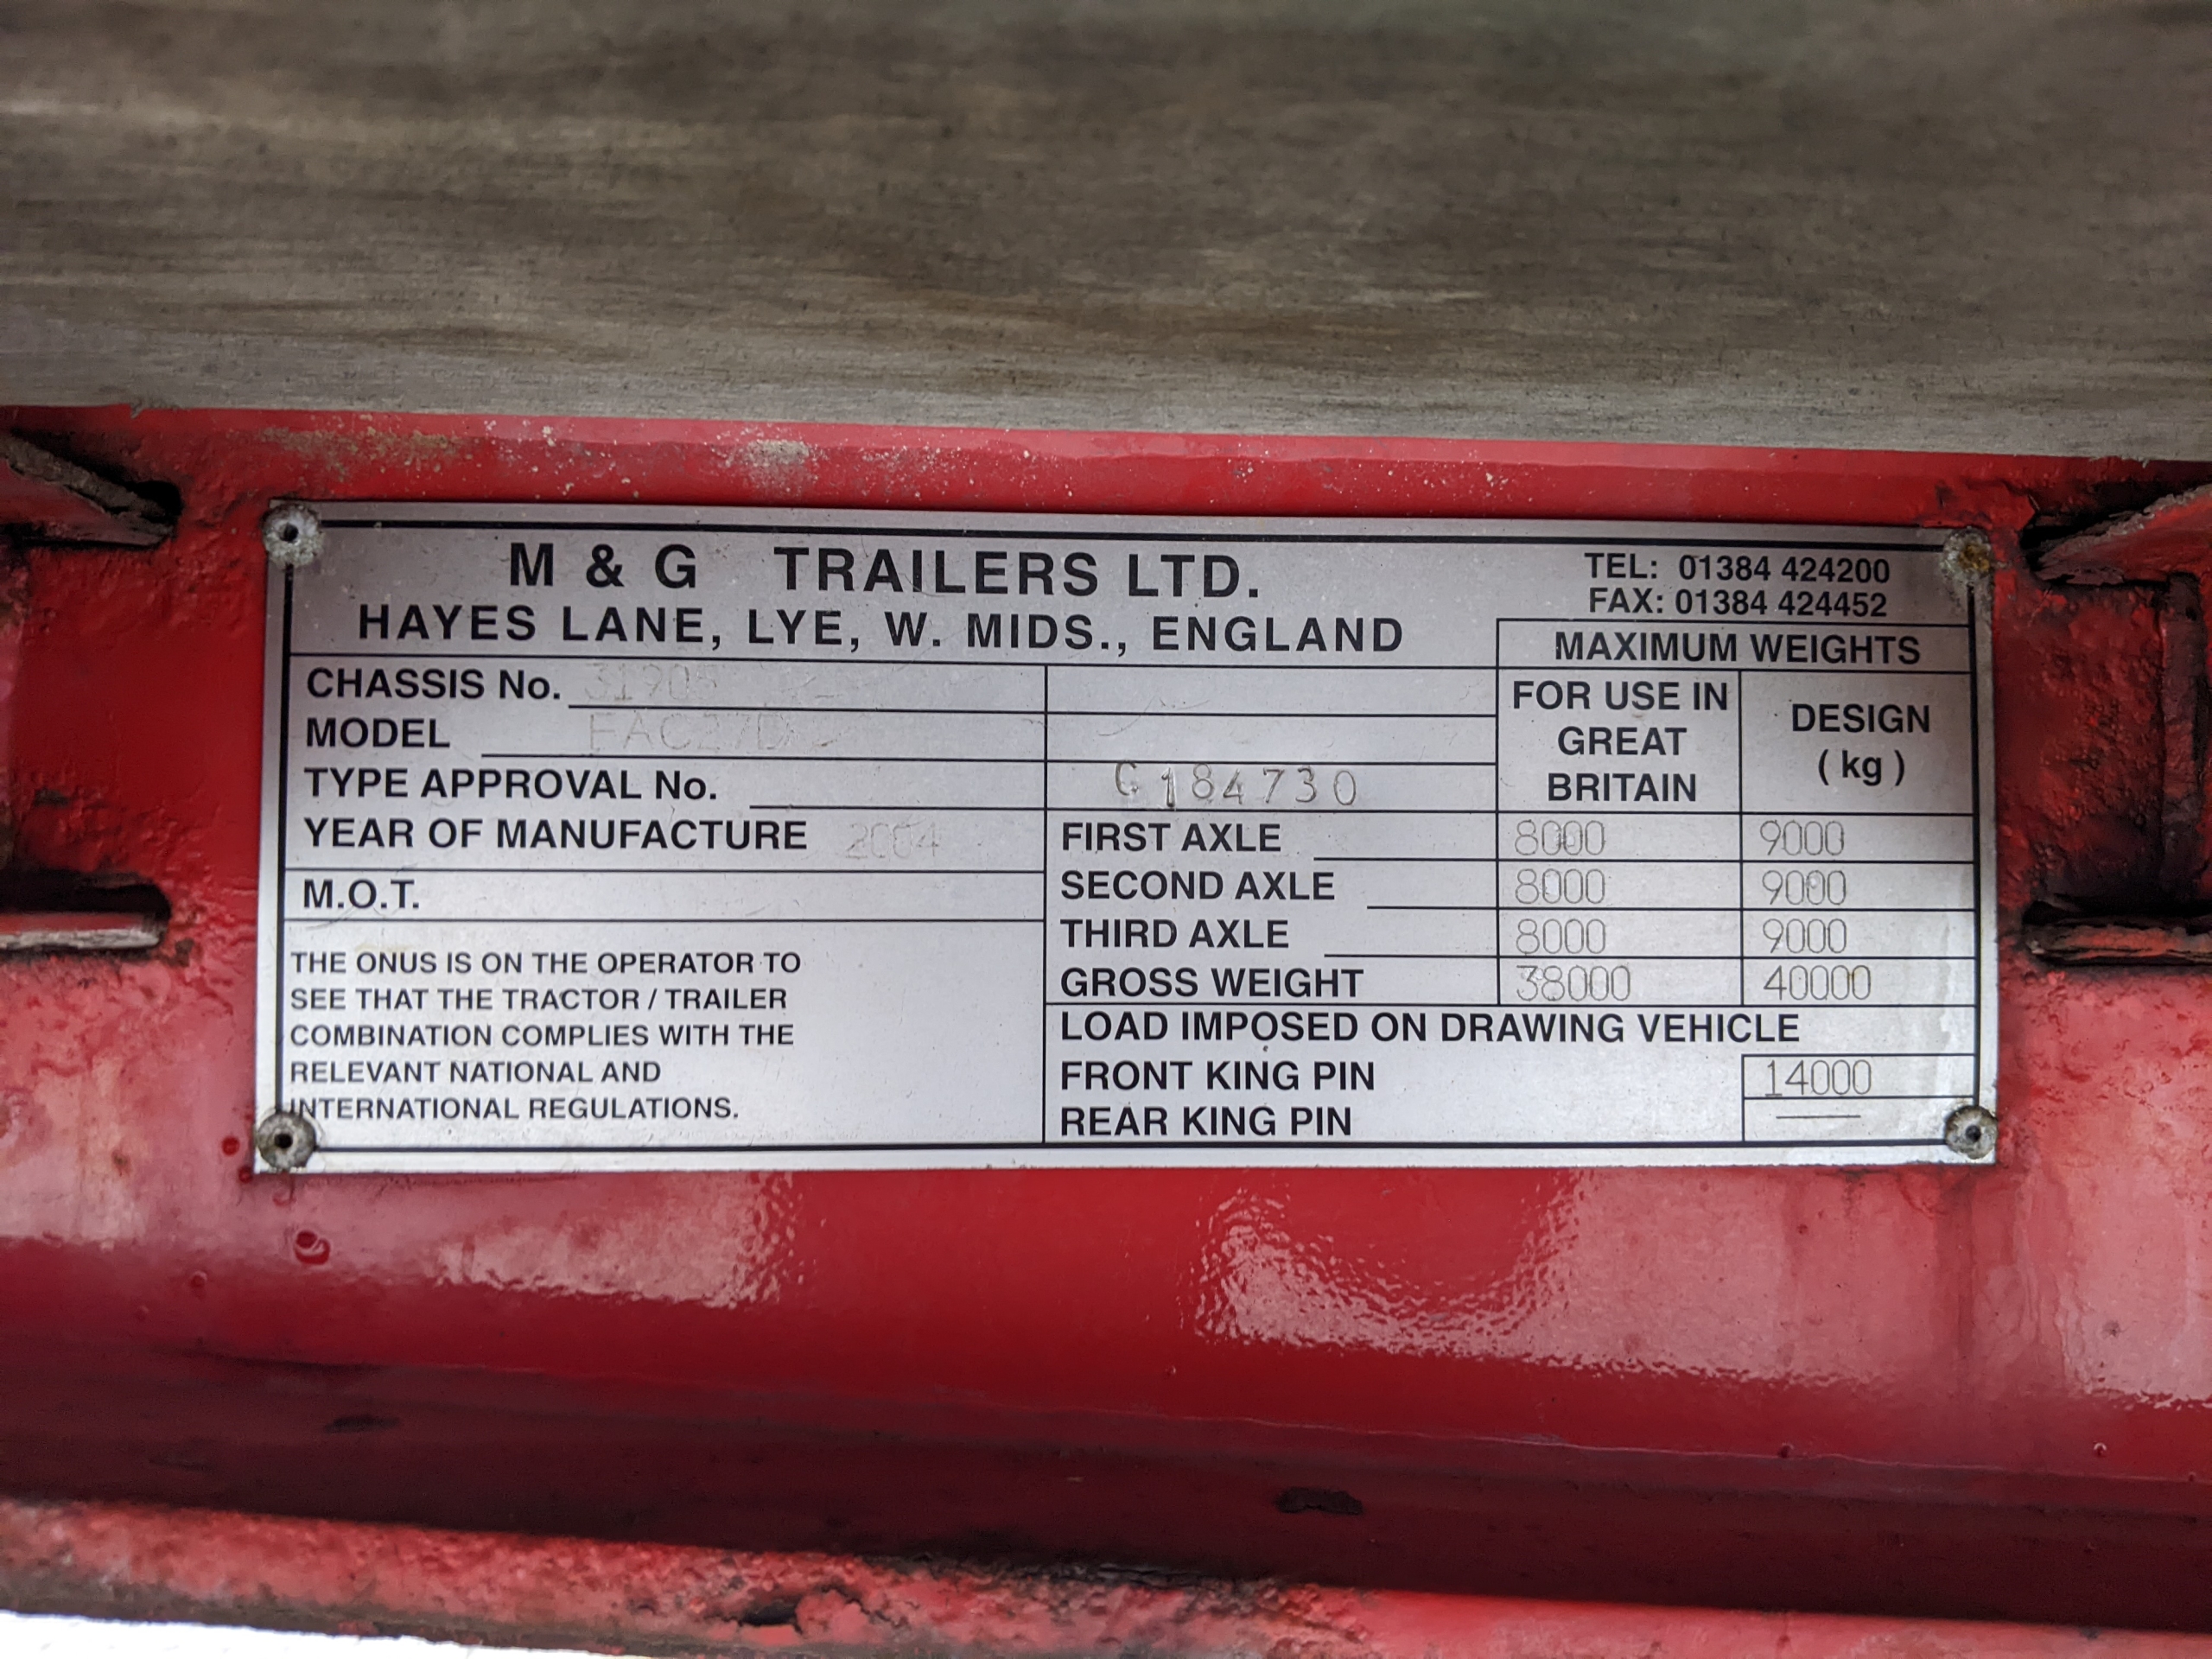 M & G TRAILERS LTD.
HAYES LANE, LYE, W. MIDS., ENGLAND
TEL: 01384 424200
FAX: 01384 424452
CHASSIS No. 31905
MODEL
TYPE APPROVAL No.
G184730
YEAR OF MANUFACTURE 2004
M.O.T.
THE ONUS IS ON THE OPERATOR TO
SEE THAT THE TRACTOR / TRAILER
COMBINATION COMPLIES WITH THE
RELEVANT NATIONAL AND
INTERNATIONAL REGULATIONS.
MAXIMUM WEIGHTS
FOR USE IN
GREAT
BRITAIN
DESIGN
( kg )
FIRST AXLE 8000 9000
SECOND AXLE 8000 9000
THIRD AXLE 8000 9000
GROSS WEIGHT 38000 40000
LOAD IMPOSED ON DRAWING VEHICLE
FRONT KING PIN 14000
REAR KING PIN —